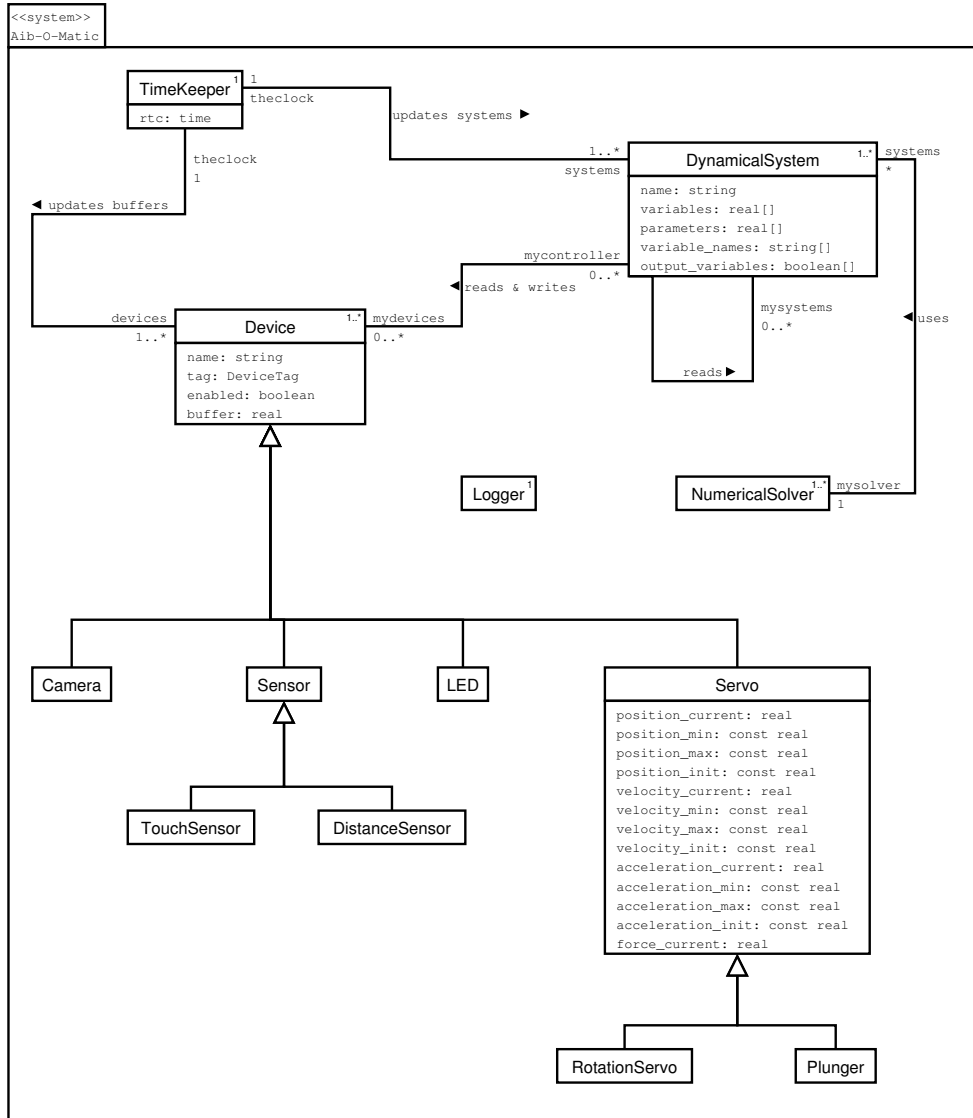 <<system>>
Aib-O-Matic
TimeKeeper 1
rtc: time
1
theclock
updates systems ►
theclock
1
◄ updates buffers
1..*
systems
DynamicalSystem 1..*
name: string
variables: real[]
parameters: real[]
variable_names: string[]
output_variables: boolean[]
systems
*
mycontroller
0..*
◄ reads & writes
mysystems
0..*
reads ►
◄ uses
devices
1..*
Device 1..*
name: string
tag: DeviceTag
enabled: boolean
buffer: real
mydevices
0..*
Logger 1
NumericalSolver 1..*
mysolver
1
Camera
Sensor
LED
Servo
position_current: real
position_min: const real
position_max: const real
position_init: const real
velocity_current: real
velocity_min: const real
velocity_max: const real
velocity_init: const real
acceleration_current: real
acceleration_min: const real
acceleration_max: const real
acceleration_init: const real
force_current: real
TouchSensor
DistanceSensor
RotationServo
Plunger